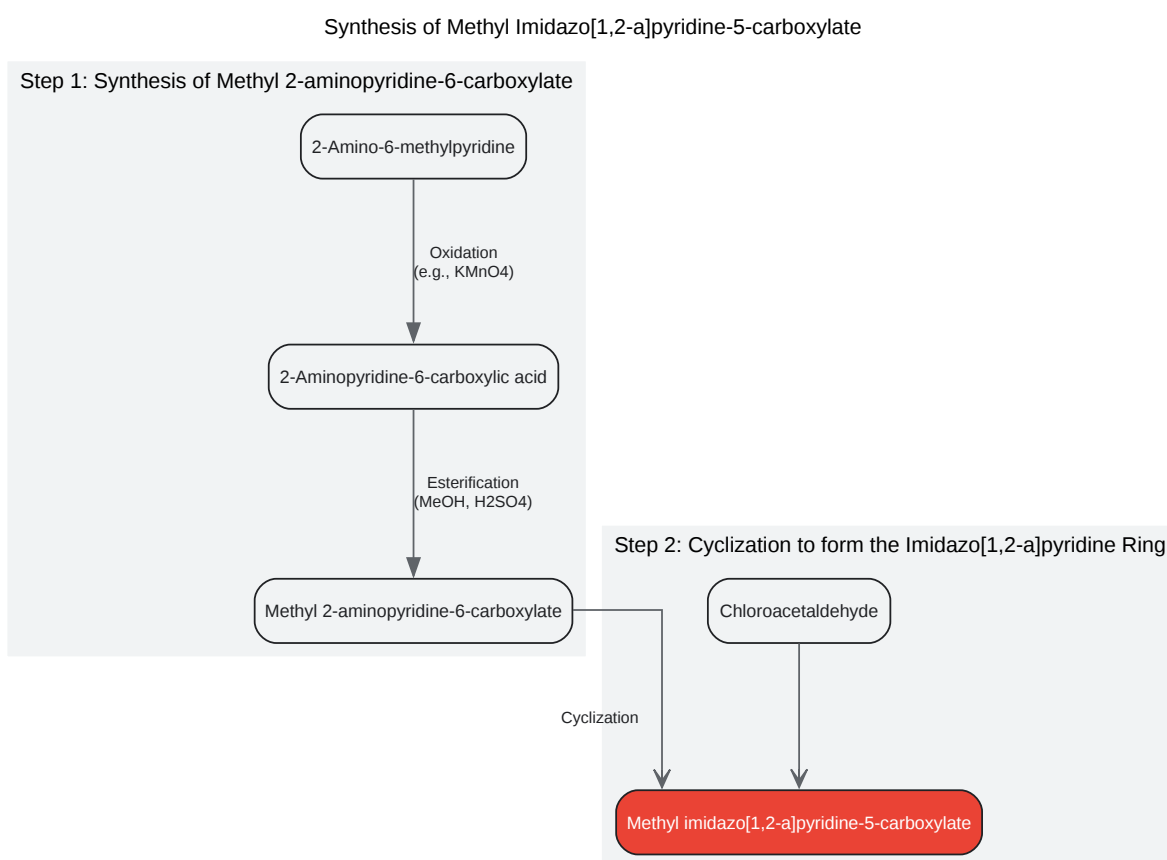 Synthesis of Methyl Imidazo[1,2-a]pyridine-5-carboxylate
Step 1: Synthesis of Methyl 2-aminopyridine-6-carboxylate
2-Amino-6-methylpyridine
Oxidation
(e.g., KMnO4)
2-Aminopyridine-6-carboxylic acid
Esterification
(MeOH, H2SO4)
Methyl 2-aminopyridine-6-carboxylate
Step 2: Cyclization to form the Imidazo[1,2-a]pyridine Ring
Chloroacetaldehyde
Cyclization
Methyl imidazo[1,2-a]pyridine-5-carboxylate